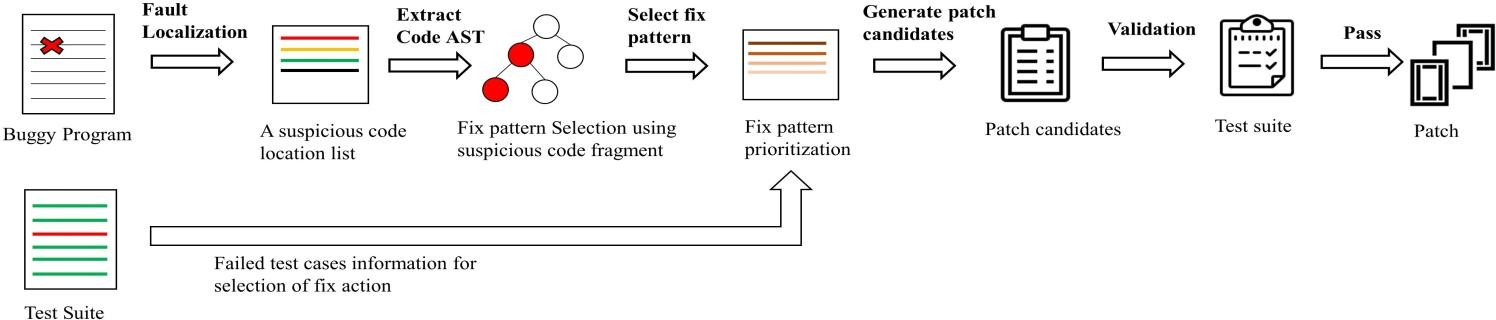 Fault
Localization
Extract
Code AST
Select fix
pattern
Generate patch
candidates
Validation
Pass
Buggy Program
A suspicious code
location list
Fix pattern Selection using
suspicious code fragment
Fix pattern
prioritization
Patch candidates
Test suite
Patch
Failed test cases information for
selection of fix action
Test Suite